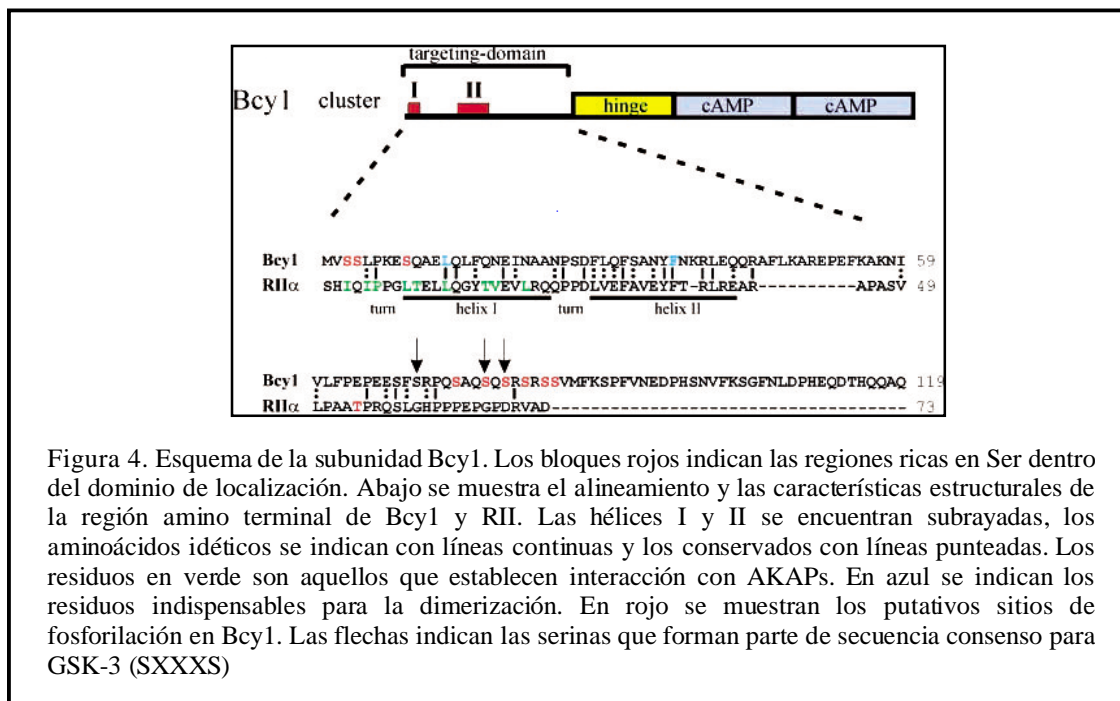 targeting-domain
I II
Bcy1 cluster hinge cAMP cAMP
Bcy1 MVSSLPKESQAELQLFQNEINAANPSDFLQFSANYFNKRLEQQRAFLKAREPEFKAKNI 59
RIIα SHIQIPPGLTELLQGYTVEVLRQQPPDLVEFAVEYFT-RLREAR----------APASV 49
turn helix I turn helix II
Bcy1 VLFPEPEESFSRPQSAQSQSRSRSSVMFKSPFVNEDPHSNVFKSGFNLDPHEQDTHQQAQ 119
RIIα LPAATPRQSLGHPPPEPGPDRVAD------------------------------------ 73
Figura 4. Esquema de la subunidad Bcy1. Los bloques rojos indican las regiones ricas en Ser dentro
del dominio de localización. Abajo se muestra el alineamiento y las características estructurales de
la región amino terminal de Bcy1 y RII. Las hélices I y II se encuentran subrayadas, los
aminoácidos idéticos se indican con líneas continuas y los conservados con líneas punteadas. Los
residuos en verde son aquellos que establecen interacción con AKAPs. En azul se indican los
residuos indispensables para la dimerización. En rojo se muestran los putativos sitios de
fosforilación en Bcy1. Las flechas indican las serinas que forman parte de secuencia consenso para
GSK-3 (SXXXS)